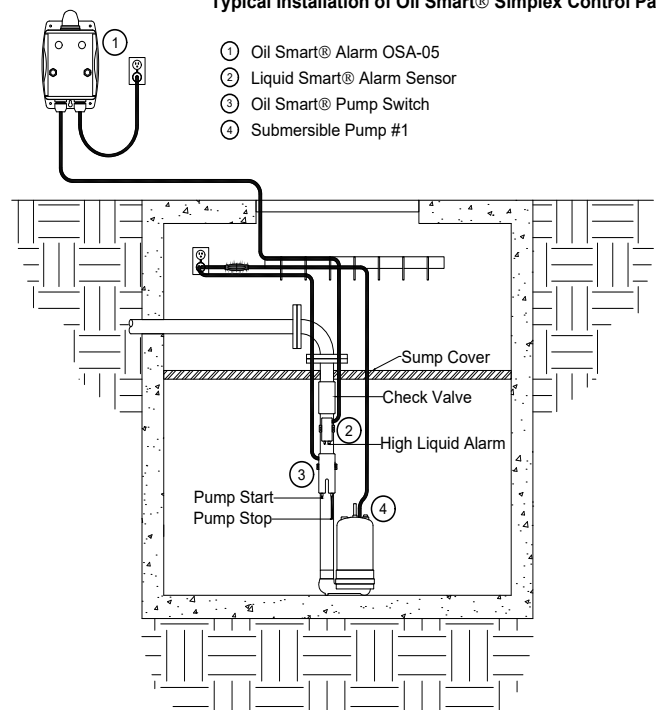 Typical Installation of Oil Smart® Simplex Control Pa
1
1 Oil Smart® Alarm OSA-05
2 Liquid Smart® Alarm Sensor
3 Oil Smart® Pump Switch
4 Submersible Pump #1
Sump Cover
Check Valve
2
High Liquid Alarm
3
Pump Start
4
Pump Stop